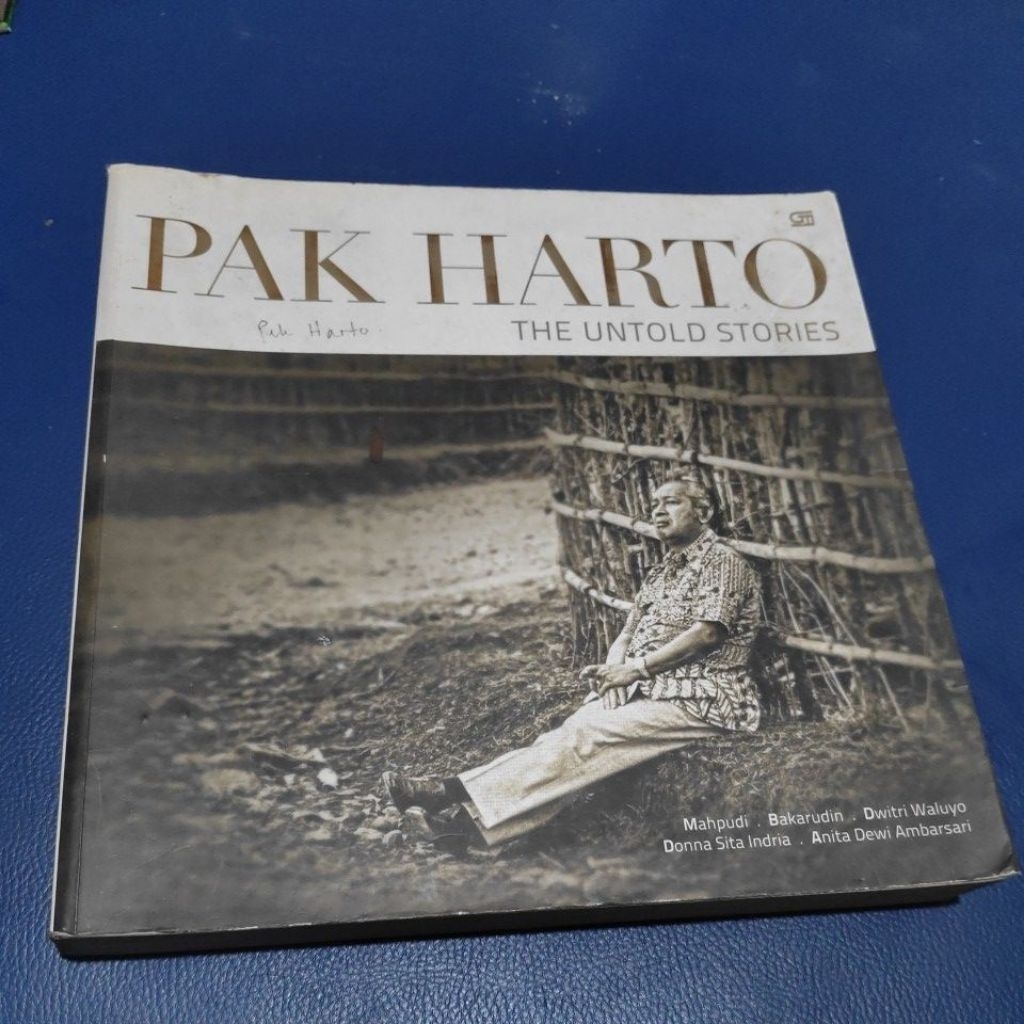 PAK HARTO
Pak Harto.
THE UNTOLD STORIES
Mahpudi . Bakarudin . Dwitri Waluyo
Donna Sita Indria . Anita Dewi Ambarsari